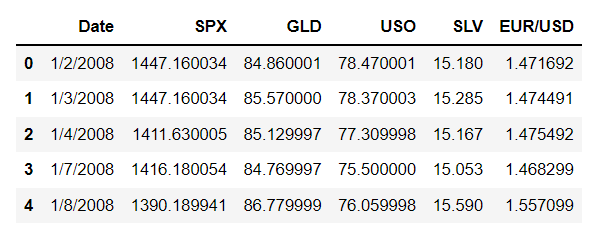 Date SPX GLD USO SLV EUR/USD
0 1/2/2008 1447.160034 84.860001 78.470001 15.180 1.471692
1 1/3/2008 1447.160034 85.570000 78.370003 15.285 1.474491
2 1/4/2008 1411.630005 85.129997 77.309998 15.167 1.475492
3 1/7/2008 1416.180054 84.769997 75.500000 15.053 1.468299
4 1/8/2008 1390.189941 86.779999 76.059998 15.590 1.557099